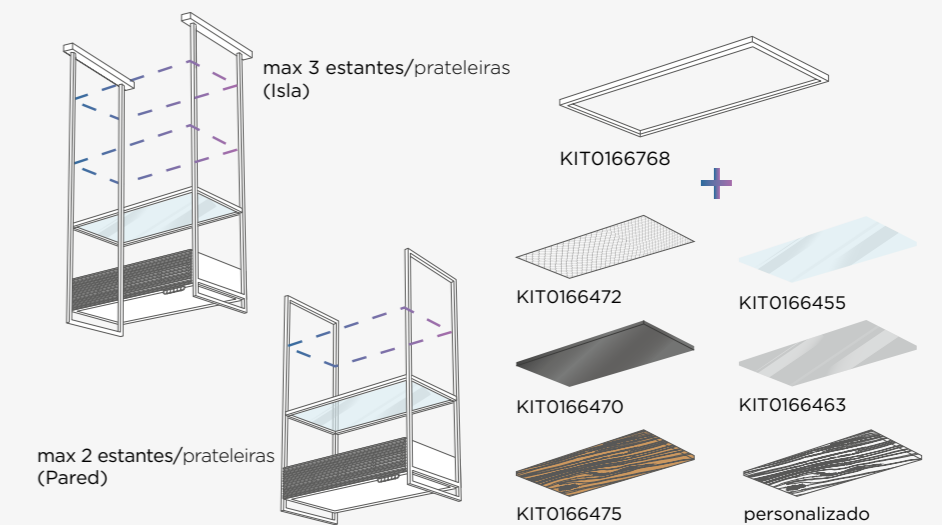 max 3 estantes/prateleiras
(Isla)
KIT0166768
KIT0166472
KIT0166455
KIT0166470
KIT0166463
max 2 estantes/prateleiras
(Pared)
KIT0166475
personalizado